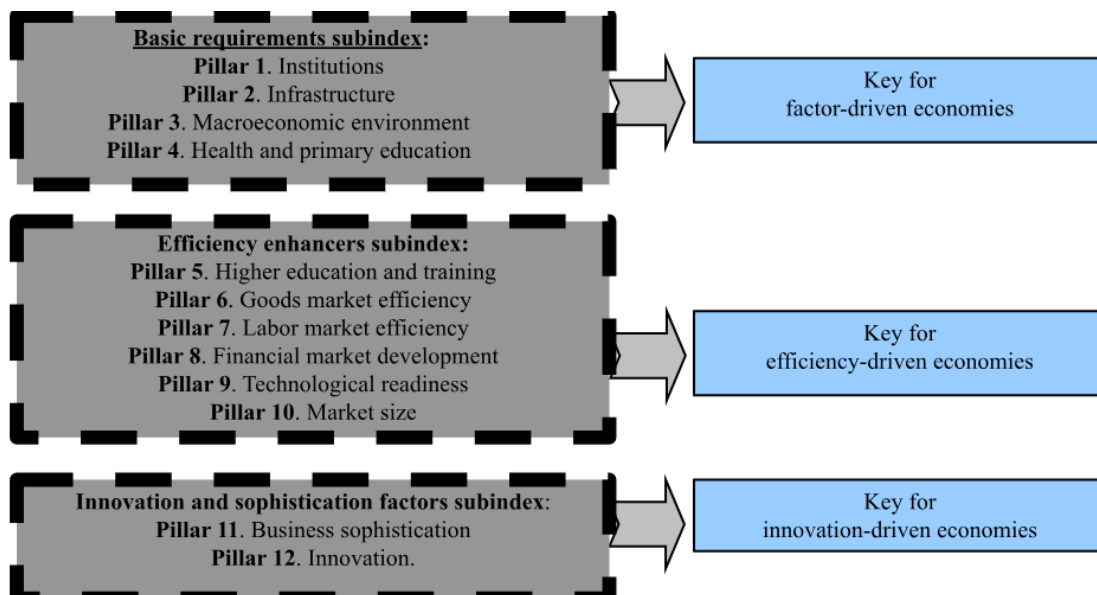 Basic requirements subindex:
Pillar 1. Institutions
Pillar 2. Infrastructure
Pillar 3. Macroeconomic environment
Pillar 4. Health and primary education
Key for
factor-driven economies
Efficiency enhancers subindex:
Pillar 5. Higher education and training
Pillar 6. Goods market efficiency
Pillar 7. Labor market efficiency
Pillar 8. Financial market development
Pillar 9. Technological readiness
Pillar 10. Market size
Key for
efficiency-driven economies
Innovation and sophistication factors subindex:
Pillar 11. Business sophistication
Pillar 12. Innovation.
Key for
innovation-driven economies